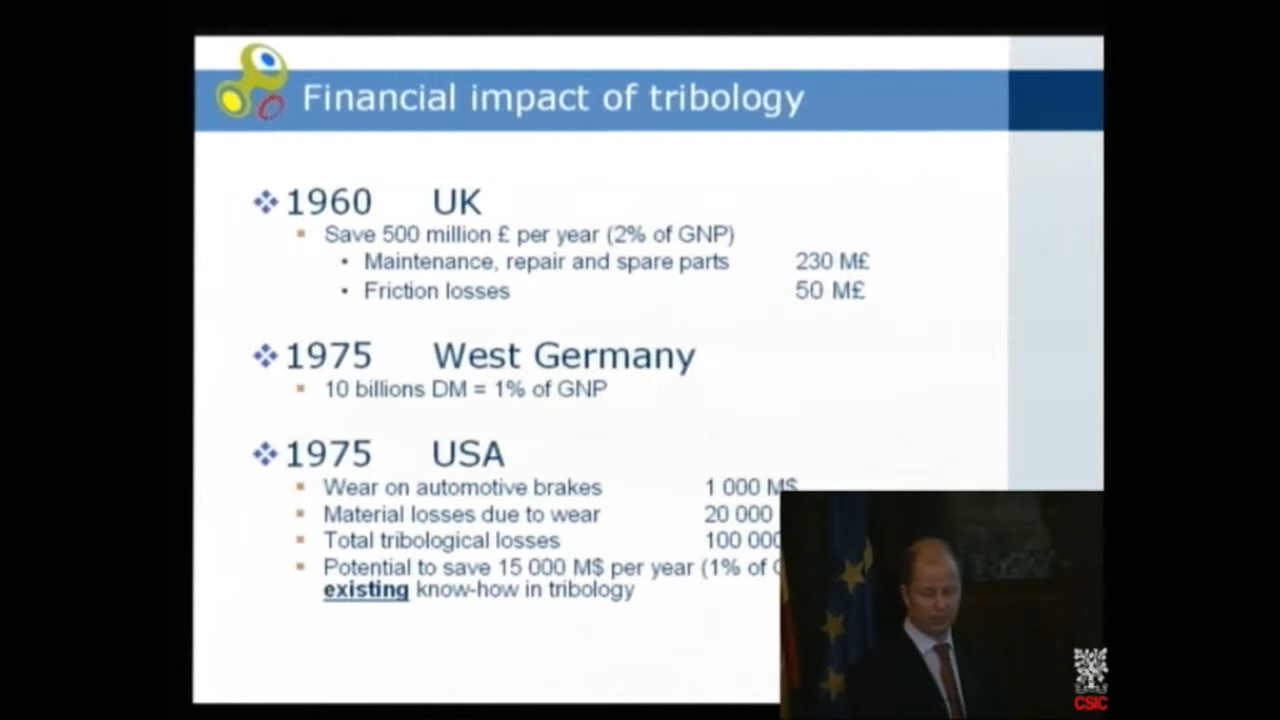 Financial impact of tribology
1960 UK
Save 500 million £ per year (2% of GNP)
Maintenance, repair and spare parts 230 M£
Friction losses 50 M£
1975 West Germany
10 billions DM = 1% of GNP
1975 USA
Wear on automotive brakes 1 000 M$
Material losses due to wear 20 000
Total tribological losses 100 000
Potential to save 15 000 M$ per year (1% of
existing know-how in tribology
CSIC